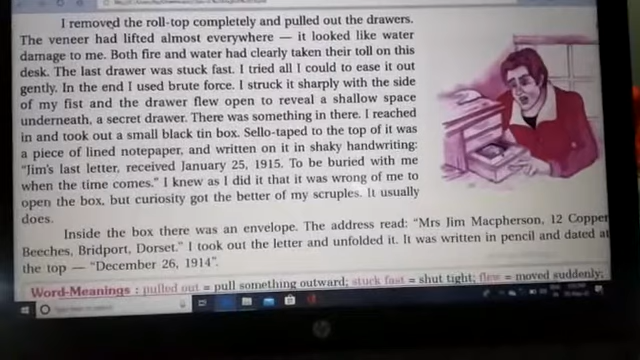 I removed the roll-top completely and pulled out the drawers.
The veneer had lifted almost everywhere — it looked like water
damage to me. Both fire and water had clearly taken their toll on this
desk. The last drawer was stuck fast. I tried all I could to ease it out
gently. In the end I used brute force. I struck it sharply with the side
of my fist and the drawer flew open to reveal a shallow space
underneath, a secret drawer. There was something in there. I reached
in and took out a small black tin box. Sello-taped to the top of it was
a piece of lined notepaper, and written on it in shaky handwriting:
“Jim’s last letter, received January 25, 1915. To be buried with me
when the time comes.” I knew as I did it that it was wrong of me to
open the box, but curiosity got the better of my scruples. It usually
does.
Inside the box there was an envelope. The address read: “Mrs Jim Macpherson, 12 Copper
Beeches, Bridport, Dorset.” I took out the letter and unfolded it. It was written in pencil and dated at
the top — “December 26, 1914”.
Word-Meanings : pulled out = pull something outward; stuck fast = shut tight; flew = moved suddenly;